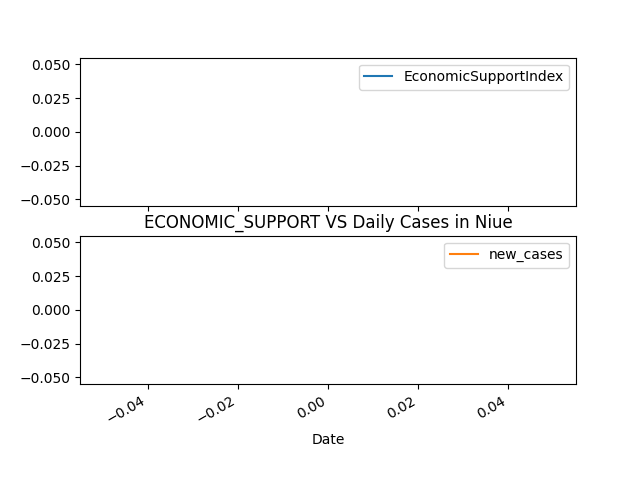 0.050
EconomicSupportIndex
0.025
0.000
−0.025
−0.050
ECONOMIC_SUPPORT VS Daily Cases in Niue
0.050
new_cases
0.025
0.000
−0.025
−0.050
−0.04 −0.02 0.00 0.02 0.04
Date